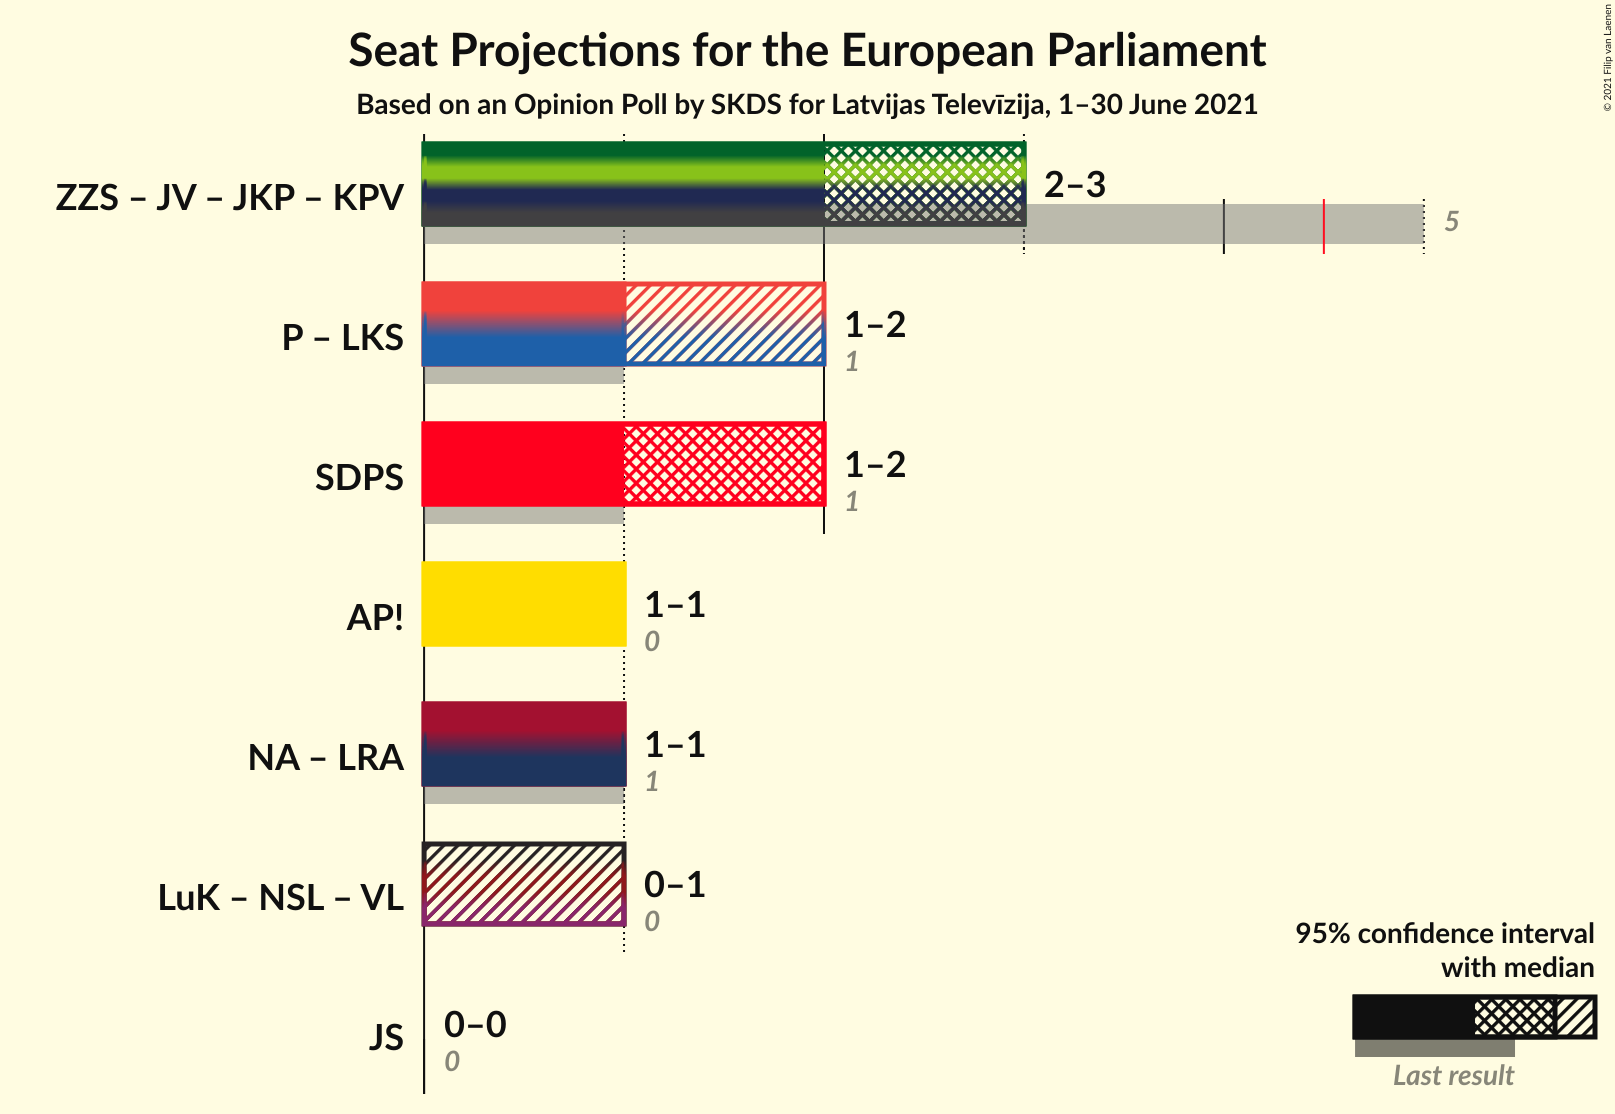 Seat Projections for the European Parliament
Based on an Opinion Poll by SKDS for Latvijas Televīzija, 1–30 June 2021
© 2021 Filip van Laenen
ZZS – JV – JKP – KPV
2–3
5
P – LKS
1–2
1
SDPS
1–2
1
AP!
1–1
0
NA – LRA
1–1
1
LuK – NSL – VL
0–1
0
JS
0–0
0
95% confidence interval
with median
Last result